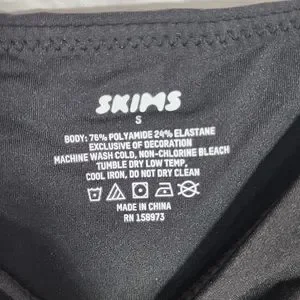 SKIMS
S
BODY: 76% POLYAMIDE 24% ELASTANE
EXCLUSIVE OF DECORATION
MACHINE WASH COLD, NON-CHLORINE BLEACH
TUMBLE DRY LOW TEMP,
COOL IRON, DO NOT DRY CLEAN
MADE IN CHINA
RN 158973